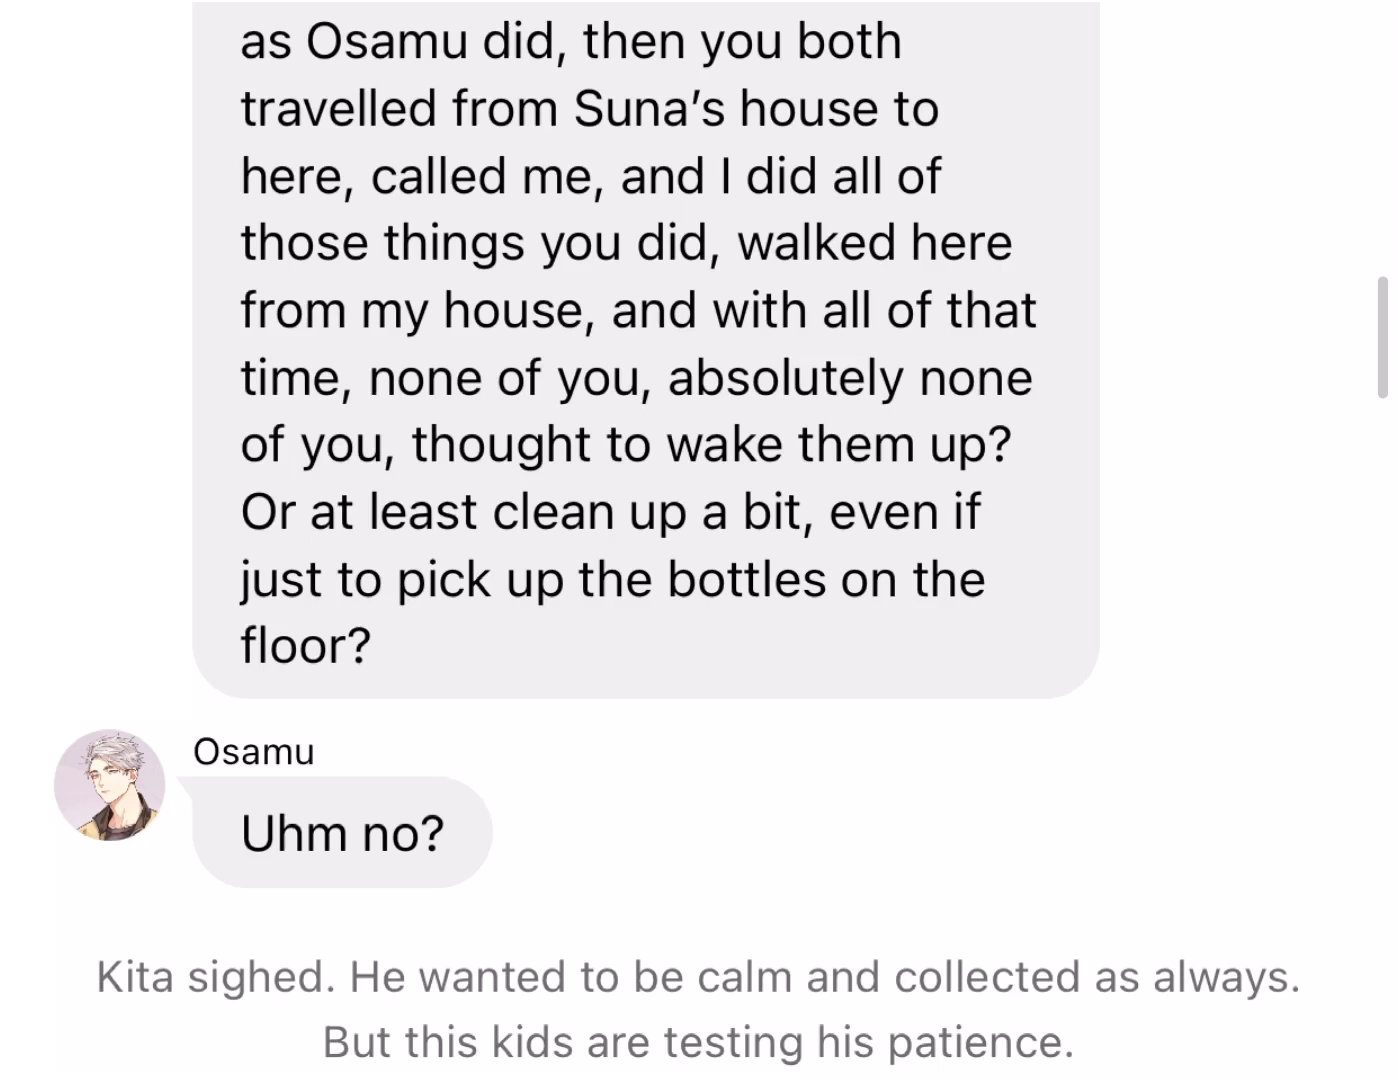 as Osamu did, then you both
travelled from Suna’s house to
here, called me, and I did all of
those things you did, walked here
from my house, and with all of that
time, none of you, absolutely none
of you, thought to wake them up?
Or at least clean up a bit, even if
just to pick up the bottles on the
floor?
Osamu
Uhm no?
Kita sighed. He wanted to be calm and collected as always.
But this kids are testing his patience.